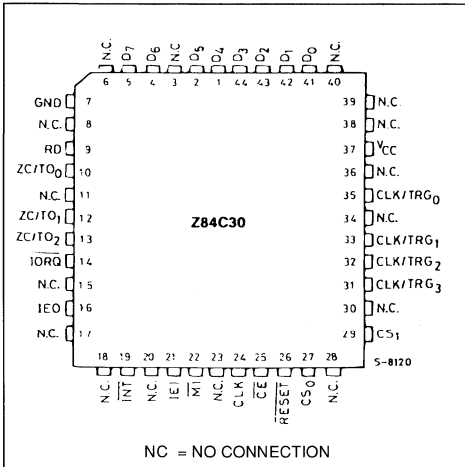 N.C. D7 D6 N.C D5 D4 D3 D2 D1 D0 N.C.
6 5 4 3 2 1 44 43 42 41 40
GND 7
N.C. 8
RD 9
ZC/TO0 10
N.C. 11
ZC/TO1 12
ZC/TO2 13
IORQ 14
N.C. 15
IEO 16
N.C. 17
Z84C30
39 N.C.
38 N.C.
37 VCC
36 N.C.
35 CLK/TRG0
34 N.C.
33 CLK/TRG1
32 CLK/TRG2
31 CLK/TRG3
30 N.C.
29 CS1
S-8120
18 19 20 21 22 23 24 25 26 27 28
N.C. INT N.C. IEI M1 N.C. CLK CE RESET CS0 N.C.
NC = NO CONNECTION